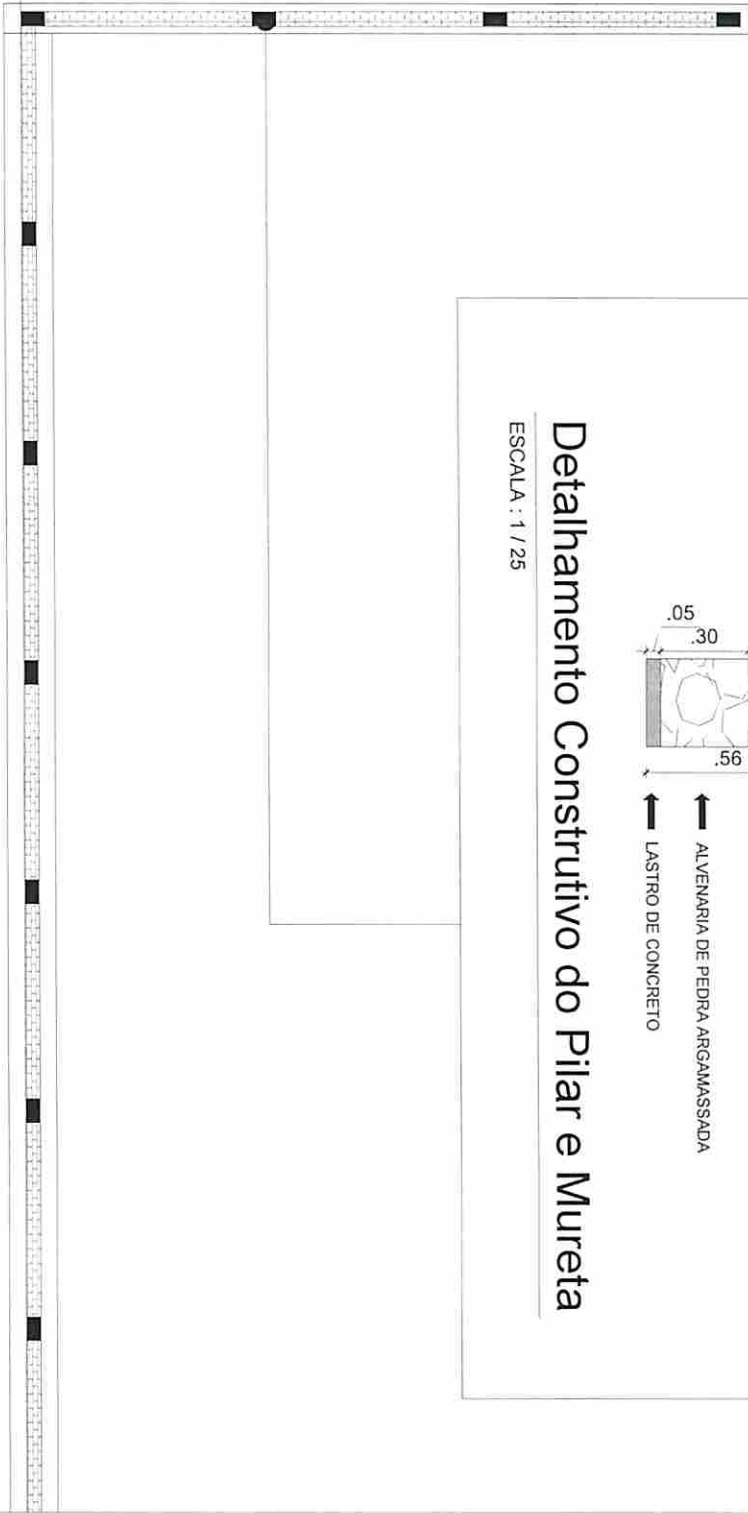 .05
.30
.56
ALVENARIA DE PEDRA ARGAMASSADA
LASTRO DE CONCRETO
Detalhamento Construtivo do Pilar e Mureta
ESCALA : 1 / 25